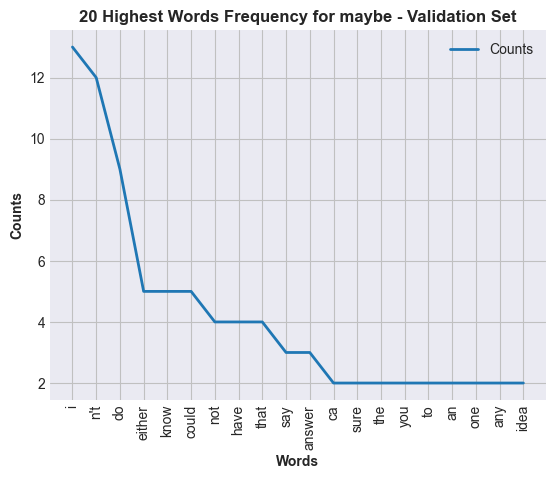 20 Highest Words Frequency for maybe - Validation Set
Counts
12
10
8
6
4
2
Counts
i
n't
do
either
know
could
not
have
that
say
answer
ca
sure
the
you
to
an
one
any
idea
Words